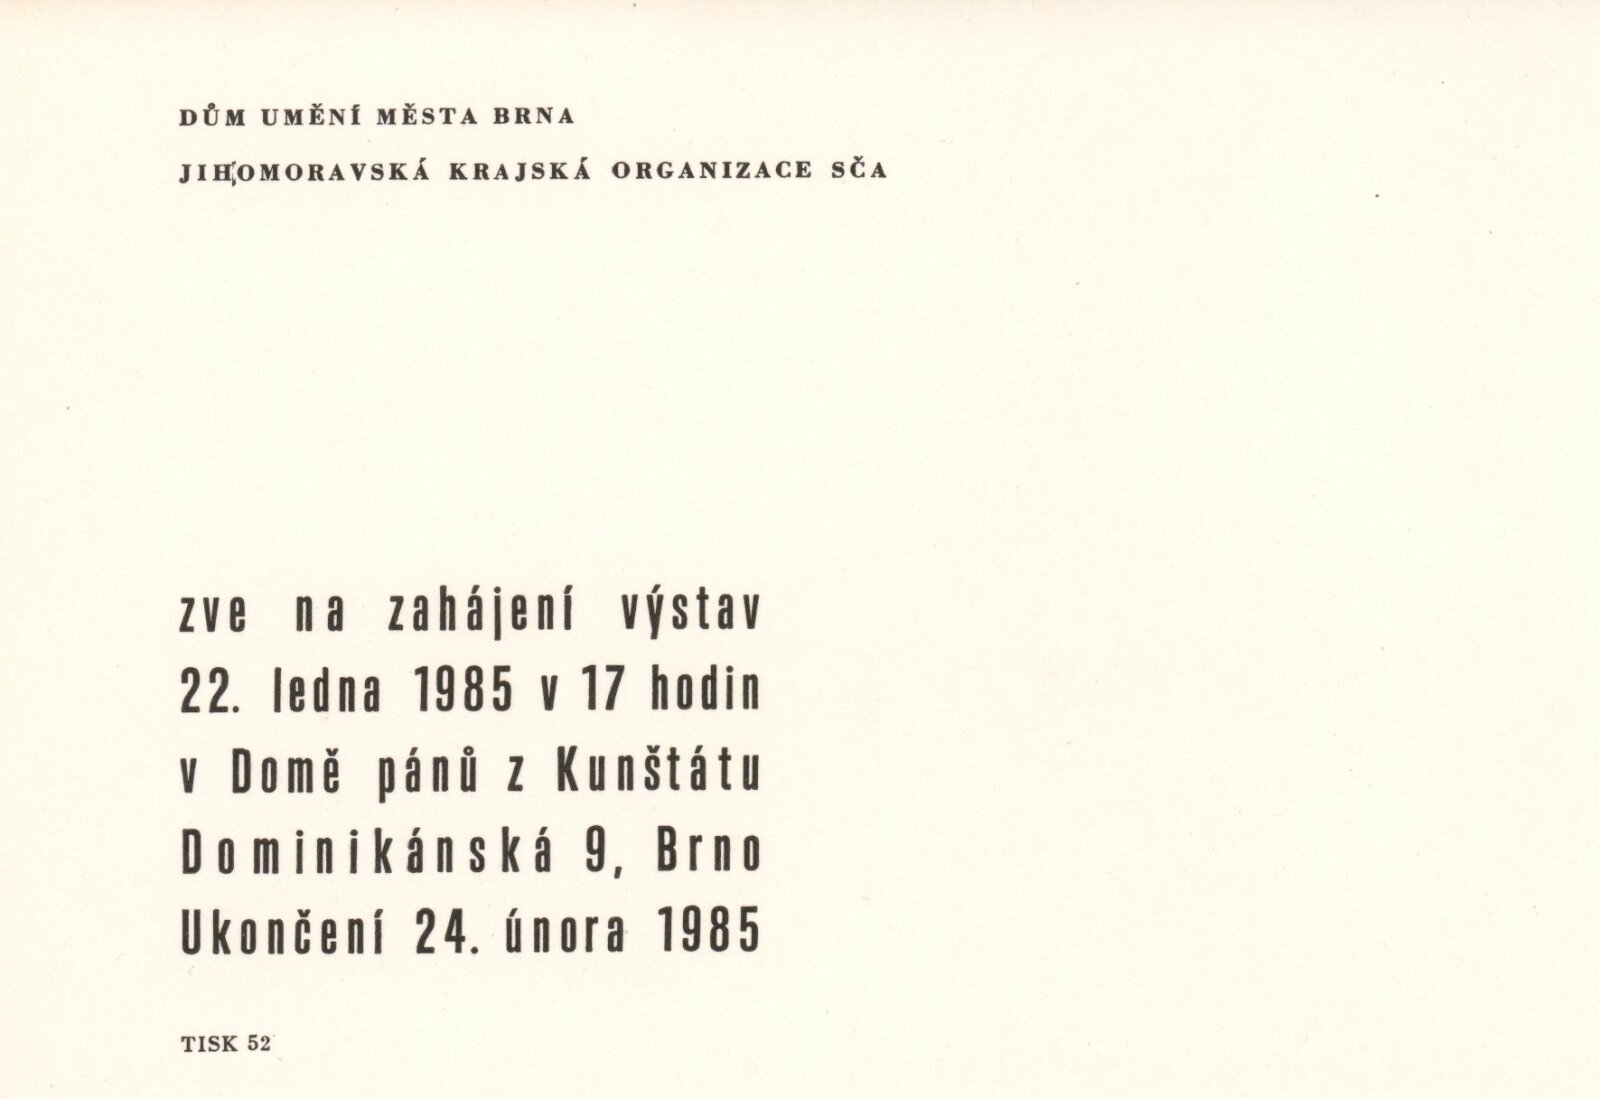 DŮM UMĚNÍ MĚSTA BRNA
JIHOMORAVSKÁ KRAJSKÁ ORGANIZACE SČA
zve na zahájení výstav
22. ledna 1985 v 17 hodin
v Domě pánů z Kunštátu
Dominikánská 9, Brno
Ukončení 24. února 1985
TISK 52